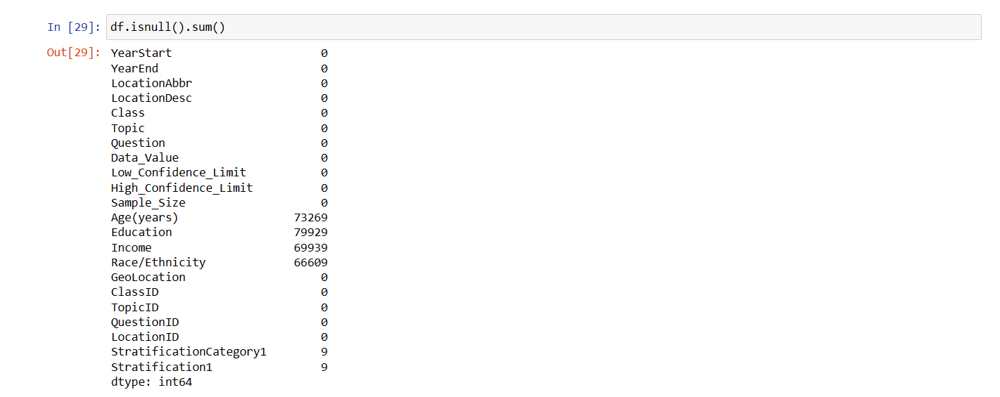 In [29]: df.isnull().sum()
Out[29]: YearStart 0
YearEnd 0
LocationAbbr 0
LocationDesc 0
Class 0
Topic 0
Question 0
Data_Value 0
Low_Confidence_Limit 0
High_Confidence_Limit 0
Sample_Size 0
Age(years) 73269
Education 79929
Income 69939
Race/Ethnicity 66609
GeoLocation 0
ClassID 0
TopicID 0
QuestionID 0
LocationID 0
StratificationCategory1 9
Stratification1 9
dtype: int64